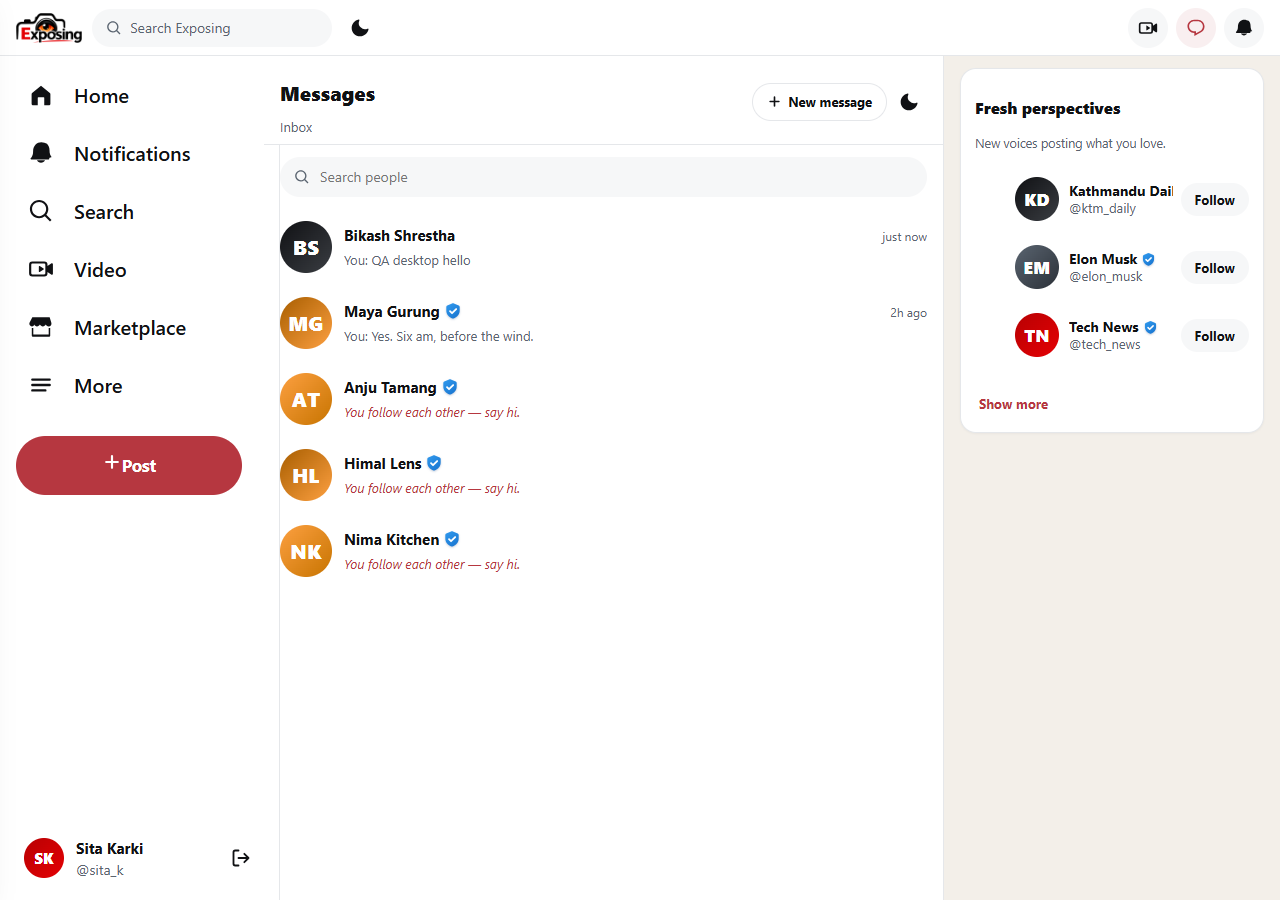 Exposing
Search Exposing
Home
Notifications
Search
Video
Marketplace
More
+ Post
SK
Sita Karki
@sita_k
Messages
Inbox
+ New message
Search people
BS
Bikash Shrestha
just now
You: QA desktop hello
MG
Maya Gurung
2h ago
You: Yes. Six am, before the wind.
AT
Anju Tamang
You follow each other — say hi.
HL
Himal Lens
You follow each other — say hi.
NK
Nima Kitchen
You follow each other — say hi.
Fresh perspectives
New voices posting what you love.
KD
Kathmandu Dail
@ktm_daily
Follow
EM
Elon Musk
@elon_musk
Follow
TN
Tech News
@tech_news
Follow
Show more